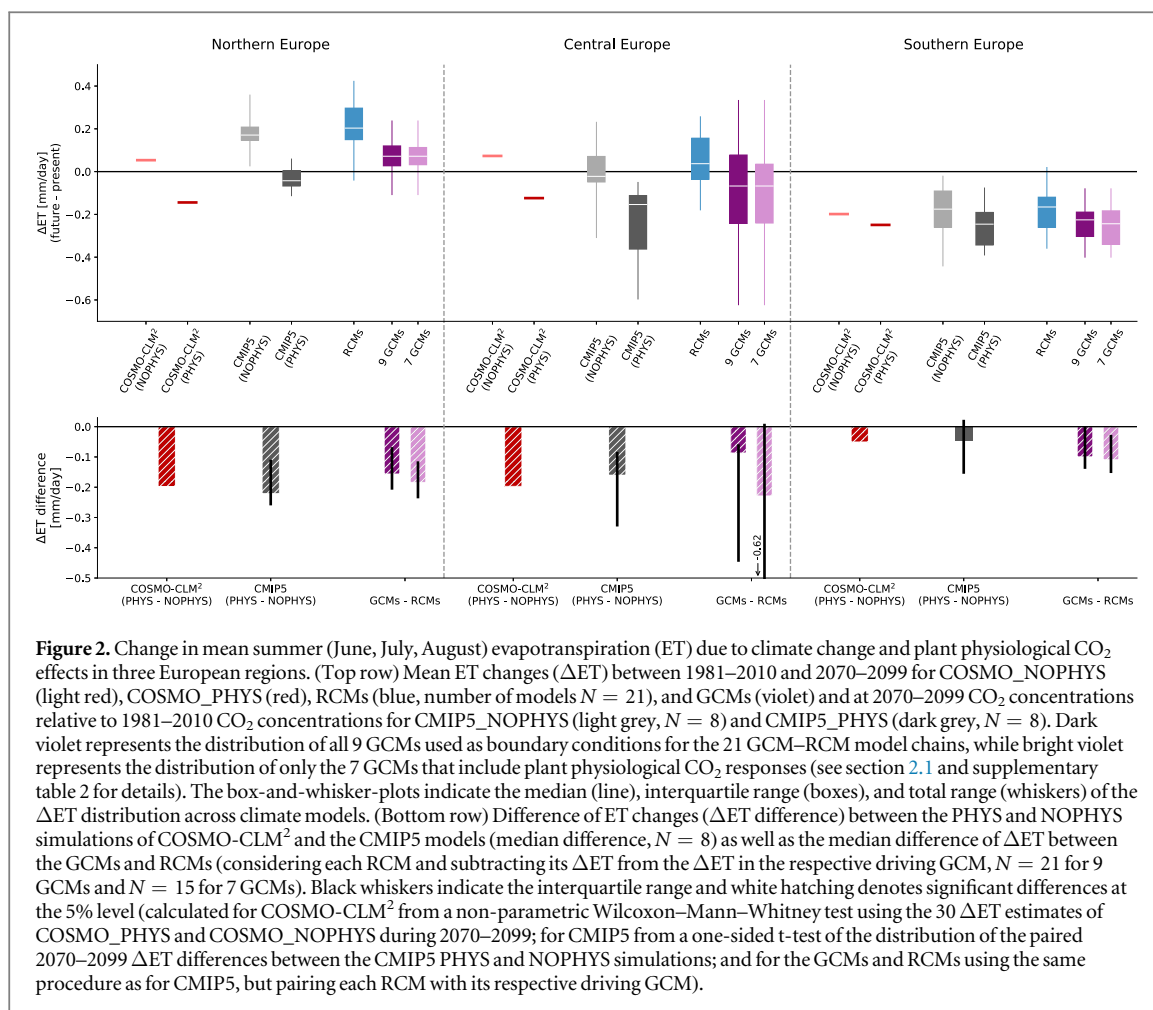 Northern Europe
Central Europe
Southern Europe
ΔET [mm/day]
(future - present)
0.4
0.2
0.0
−0.2
−0.4
−0.6
COSMO-CLM²
(NOPHYS)
COSMO-CLM²
(PHYS)
CMIP5
(NOPHYS)
CMIP5
(PHYS)
RCMs
9 GCMs
7 GCMs
COSMO-CLM²
(NOPHYS)
COSMO-CLM²
(PHYS)
CMIP5
(NOPHYS)
CMIP5
(PHYS)
RCMs
9 GCMs
7 GCMs
COSMO-CLM²
(NOPHYS)
COSMO-CLM²
(PHYS)
CMIP5
(NOPHYS)
CMIP5
(PHYS)
RCMs
9 GCMs
7 GCMs
ΔET difference
[mm/day]
0.0
−0.1
−0.2
−0.3
−0.4
−0.5
−0.62
COSMO-CLM²
(PHYS - NOPHYS)
CMIP5
(PHYS - NOPHYS)
GCMs - RCMs
COSMO-CLM²
(PHYS - NOPHYS)
CMIP5
(PHYS - NOPHYS)
GCMs - RCMs
COSMO-CLM²
(PHYS - NOPHYS)
CMIP5
(PHYS - NOPHYS)
GCMs - RCMs
Figure 2. Change in mean summer (June, July, August) evapotranspiration (ET) due to climate change and plant physiological CO₂
effects in three European regions. (Top row) Mean ET changes (ΔET) between 1981–2010 and 2070–2099 for COSMO_NOPHYS
(light red), COSMO_PHYS (red), RCMs (blue, number of models N = 21), and GCMs (violet) and at 2070–2099 CO₂ concentrations
relative to 1981–2010 CO₂ concentrations for CMIP5_NOPHYS (light grey, N = 8) and CMIP5_PHYS (dark grey, N = 8). Dark
violet represents the distribution of all 9 GCMs used as boundary conditions for the 21 GCM–RCM model chains, while bright violet
represents the distribution of only the 7 GCMs that include plant physiological CO₂ responses (see section 2.1 and supplementary
table 2 for details). The box-and-whisker-plots indicate the median (line), interquartile range (boxes), and total range (whiskers) of the
ΔET distribution across climate models. (Bottom row) Difference of ET changes (ΔET difference) between the PHYS and NOPHYS
simulations of COSMO-CLM² and the CMIP5 models (median difference, N = 8) as well as the median difference of ΔET between
the GCMs and RCMs (considering each RCM and subtracting its ΔET from the ΔET in the respective driving GCM, N = 21 for 9
GCMs and N = 15 for 7 GCMs). Black whiskers indicate the interquartile range and white hatching denotes significant differences at
the 5% level (calculated for COSMO-CLM² from a non-parametric Wilcoxon–Mann–Whitney test using the 30 ΔET estimates of
COSMO_PHYS and COSMO_NOPHYS during 2070–2099; for CMIP5 from a one-sided t-test of the distribution of the paired
2070–2099 ΔET differences between the CMIP5 PHYS and NOPHYS simulations; and for the GCMs and RCMs using the same
procedure as for CMIP5, but pairing each RCM with its respective driving GCM).